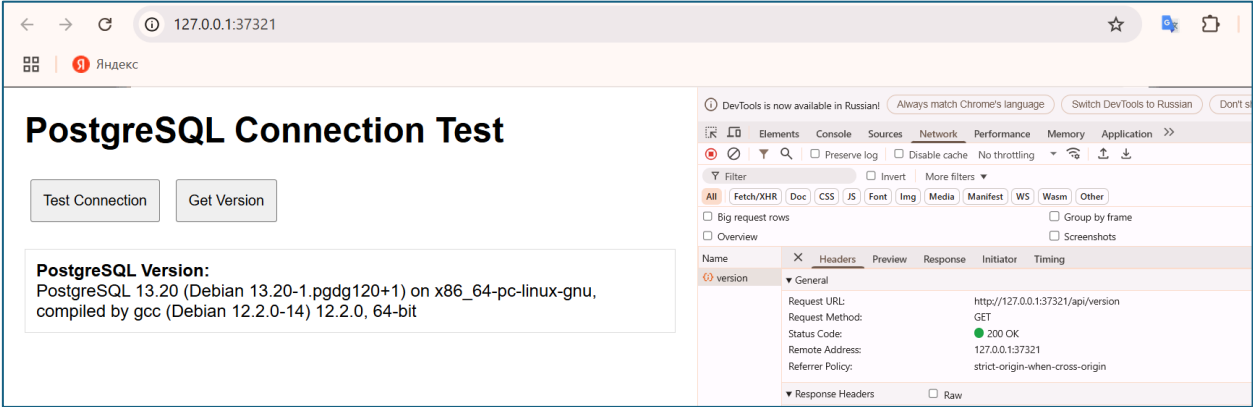 127.0.0.1:37321
Яндекс
PostgreSQL Connection Test
Test Connection
Get Version
PostgreSQL Version:
PostgreSQL 13.20 (Debian 13.20-1.pgdg120+1) on x86_64-pc-linux-gnu,
compiled by gcc (Debian 12.2.0-14) 12.2.0, 64-bit
DevTools is now available in Russian! Always match Chrome's language Switch DevTools to Russian Don't
Elements Console Sources Network Performance Memory Application
Preserve log Disable cache No throttling
Filter Invert More filters
All Fetch/XHR Doc CSS JS Font Img Media Manifest WS Wasm Other
Big request rows Group by frame
Overview Screenshots
Name Headers Preview Response Initiator Timing
version General
Request URL: http://127.0.0.1:37321/api/version
Request Method: GET
Status Code: 200 OK
Remote Address: 127.0.0.1:37321
Referrer Policy: strict-origin-when-cross-origin
Response Headers Raw